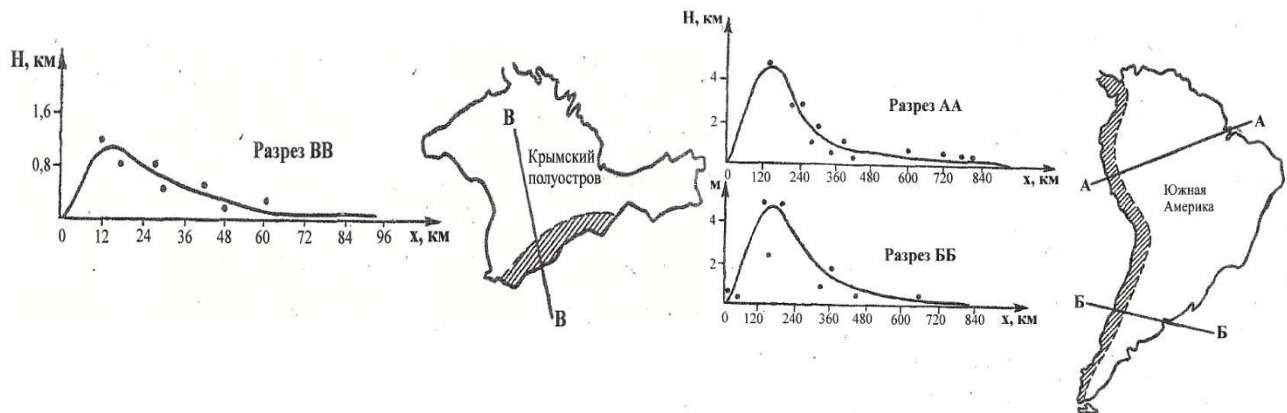 Н, км
1,6
0,8
Разрез ВВ
0 12 24 36 48 60 72 84 96
х, км
В
Крымский
полуостров
В
Н, км
4
2
Разрез АА
0 120 240 360 480 600 720 840
х, км
м
4
2
Разрез ББ
0 120 240 360 480 600 720 840
х, км
А
А
Южная
Америка
Б
Б